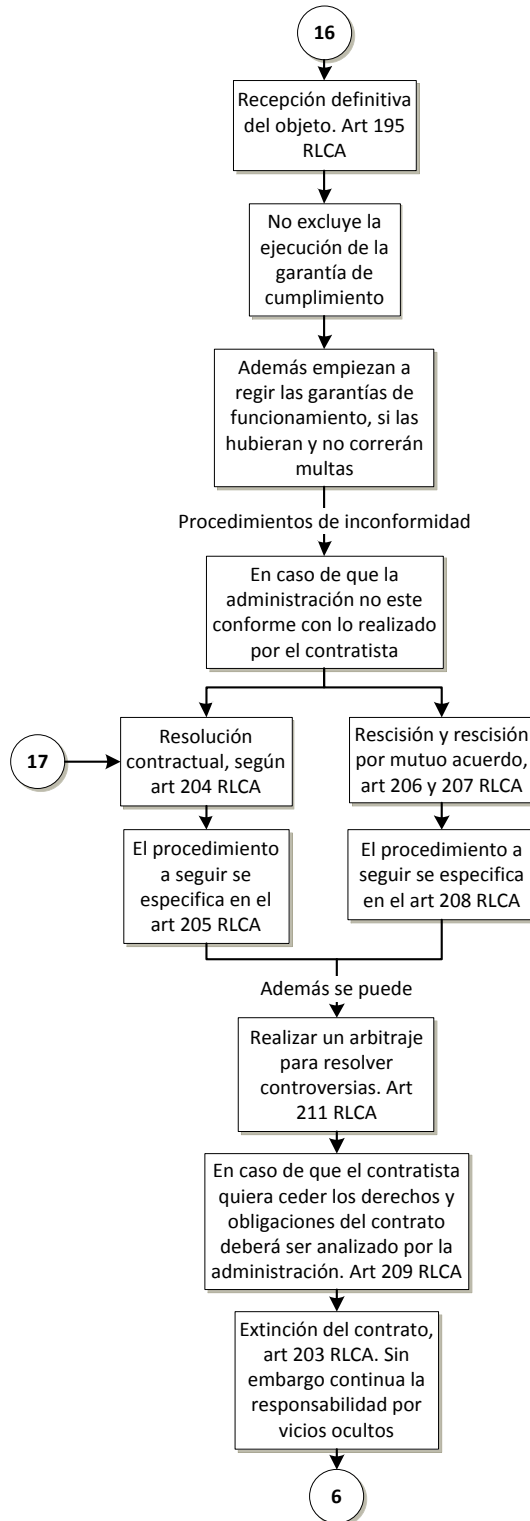 16
Recepción definitiva
del objeto. Art 195
RLCA
No excluye la
ejecución de la
garantía de
cumplimiento
Además empiezan a
regir las garantías de
funcionamiento, si las
hubieran y no correrán
multas
Procedimientos de inconformidad
En caso de que la
administración no este
conforme con lo realizado
por el contratista
17
Resolución
contractual, según
art 204 RLCA
Rescisión y rescisión
por mutuo acuerdo,
art 206 y 207 RLCA
El procedimiento
a seguir se
especifica en el
art 205 RLCA
El procedimiento a
seguir se especifica
en el art 208 RLCA
Además se puede
Realizar un arbitraje
para resolver
controversias. Art
211 RLCA
En caso de que el contratista
quiera ceder los derechos y
obligaciones del contrato
deberá ser analizado por la
administración. Art 209 RLCA
Extinción del contrato,
art 203 RLCA. Sin
embargo continua la
responsabilidad por
vicios ocultos
6